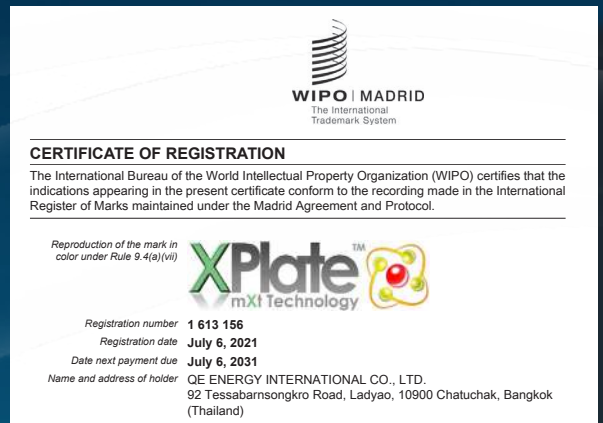 WIPO | MADRID
The International
Trademark System
CERTIFICATE OF REGISTRATION
The International Bureau of the World Intellectual Property Organization (WIPO) certifies that the
indications appearing in the present certificate conform to the recording made in the International
Register of Marks maintained under the Madrid Agreement and Protocol.
Reproduction of the mark in
color under Rule 9.4(a)(vii)
XPlate™
mXt Technology
Registration number 1 613 156
Registration date July 6, 2021
Date next payment due July 6, 2031
Name and address of holder QE ENERGY INTERNATIONAL CO., LTD.
92 Tessabarnsongkro Road, Ladyao, 10900 Chatuchak, Bangkok
(Thailand)